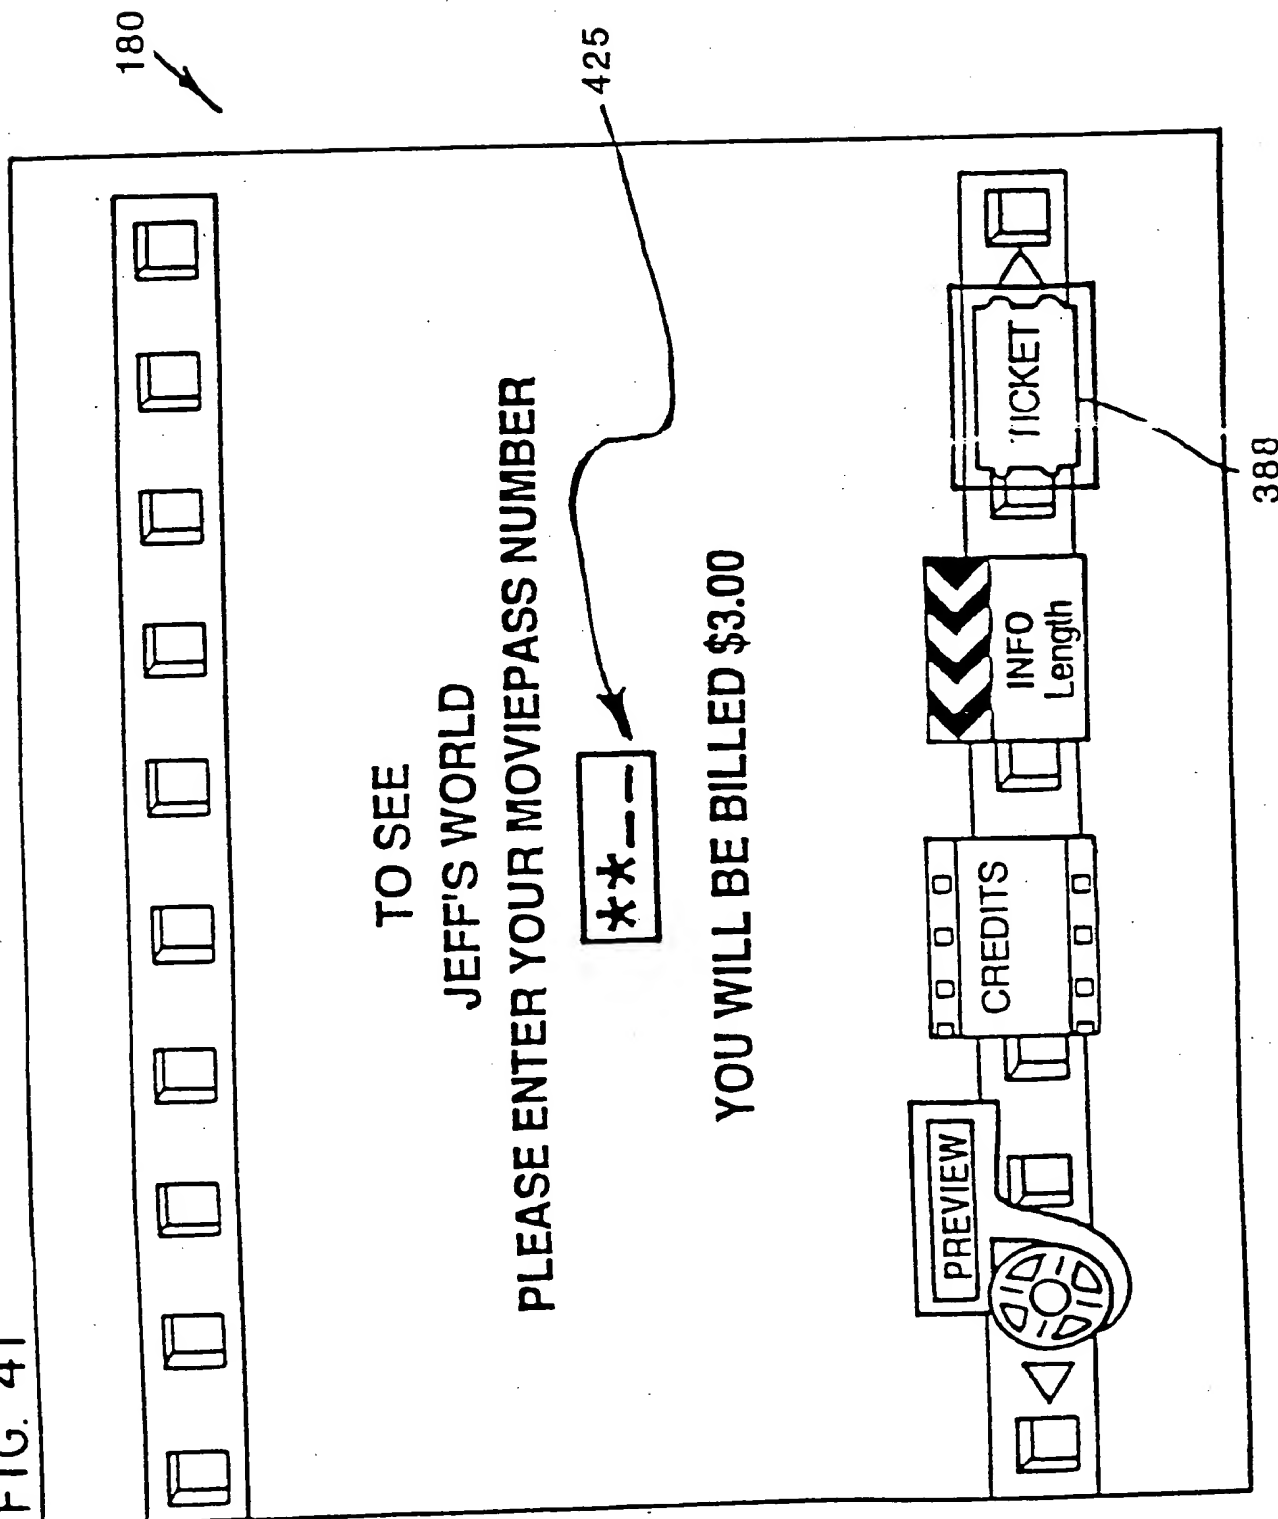 FIG. 41
180
425
TO SEE
JEFF'S WORLD
PLEASE ENTER YOUR MOVIEPASS NUMBER
**__
YOU WILL BE BILLED $3.00
PREVIEW
CREDITS
INFO
Length
TICKET
388